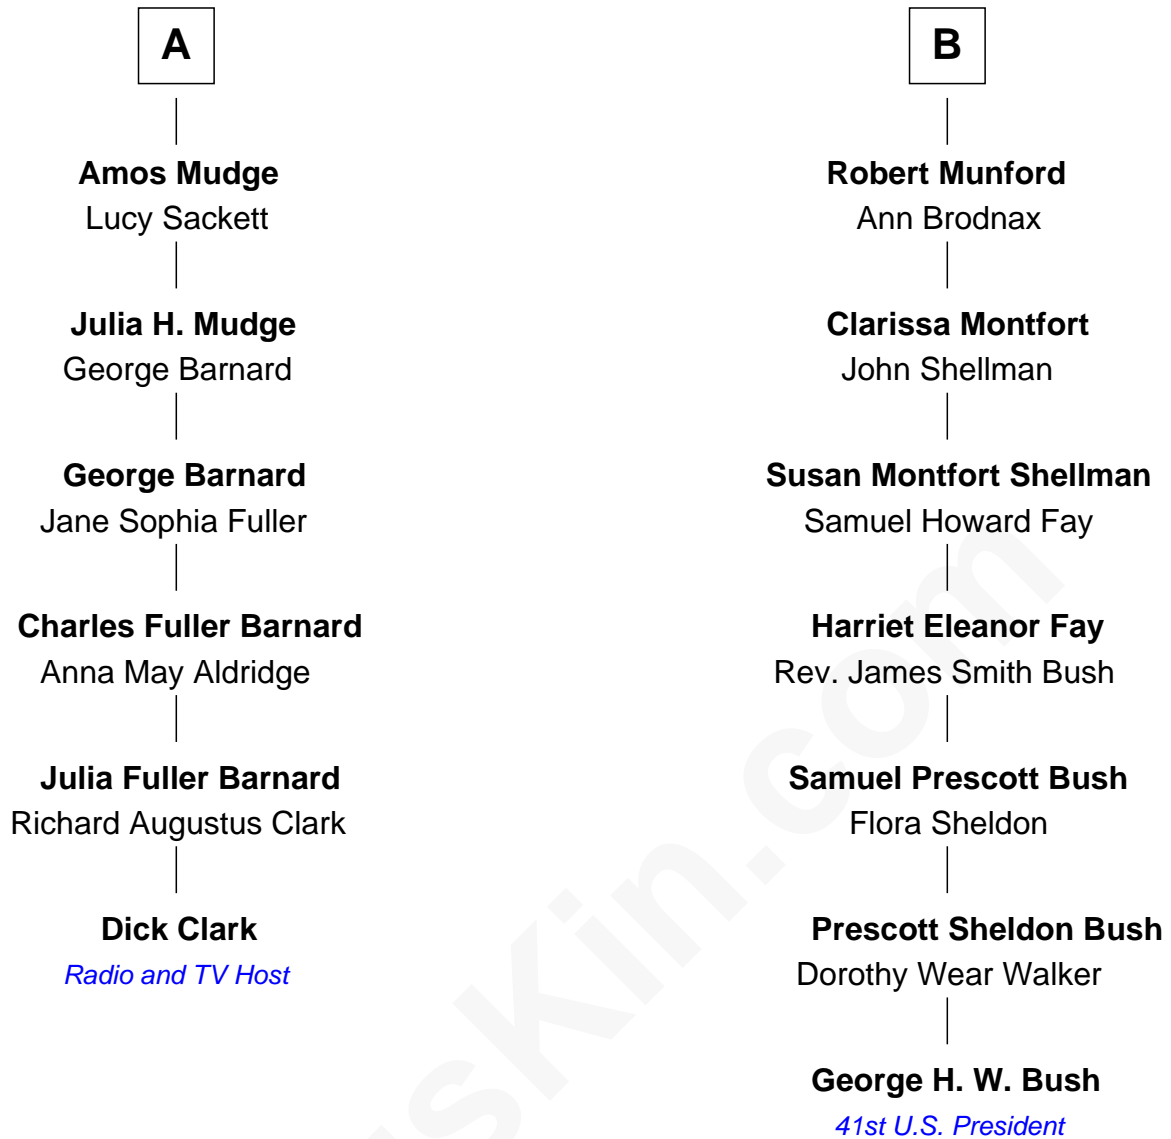 A
Amos Mudge
Lucy Sackett
Julia H. Mudge
George Barnard
George Barnard
Jane Sophia Fuller
Charles Fuller Barnard
Anna May Aldridge
Julia Fuller Barnard
Richard Augustus Clark
Dick Clark
Radio and TV Host
B
Robert Munford
Ann Brodnax
Clarissa Montfort
John Shellman
Susan Montfort Shellman
Samuel Howard Fay
Harriet Eleanor Fay
Rev. James Smith Bush
Samuel Prescott Bush
Flora Sheldon
Prescott Sheldon Bush
Dorothy Wear Walker
George H. W. Bush
41st U.S. President
sKin.com